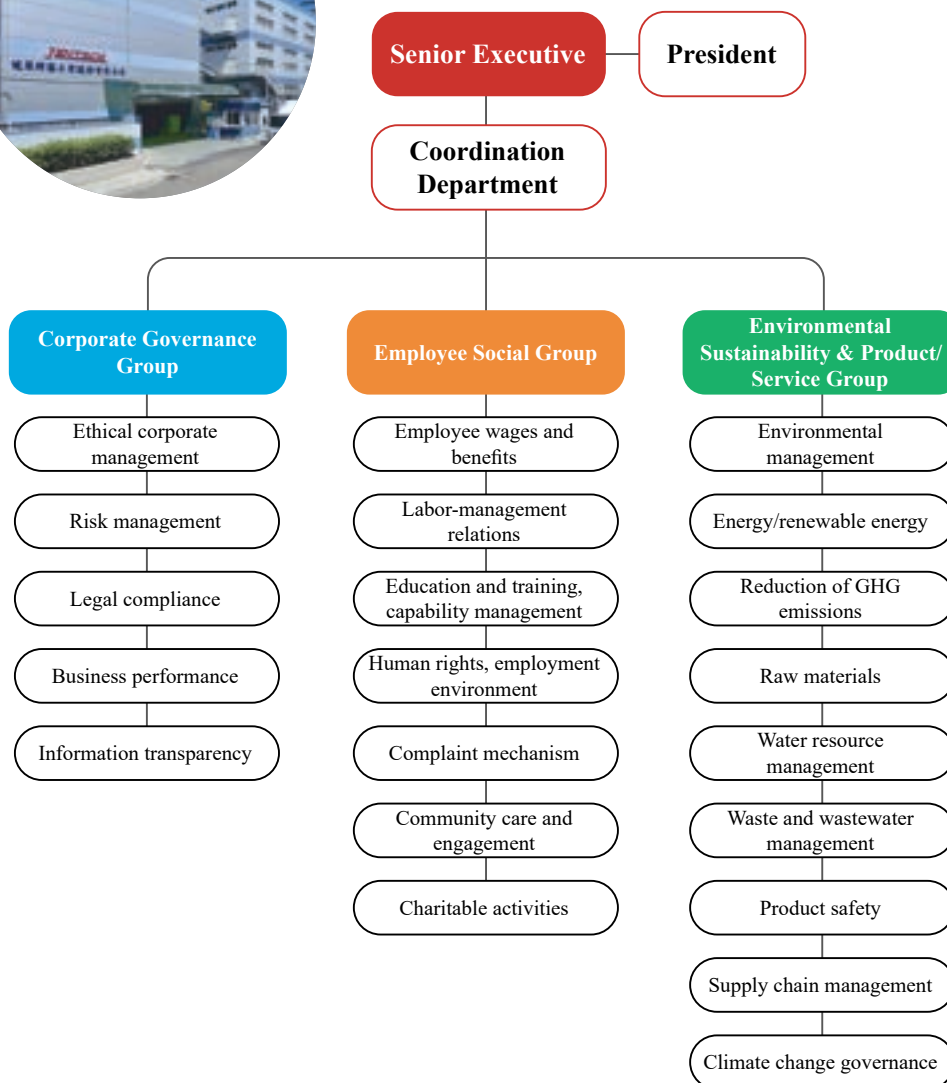 Senior Executive
President
Coordination
Department
Corporate Governance
Group
Ethical corporate
management
Risk management
Legal compliance
Business performance
Information transparency
Employee Social Group
Employee wages and
benefits
Labor-management
relations
Education and training,
capability management
Human rights, employment
environment
Complaint mechanism
Community care and
engagement
Charitable activities
Environmental
Sustainability & Product/
Service Group
Environmental
management
Energy/renewable energy
Reduction of GHG
emissions
Raw materials
Water resource
management
Waste and wastewater
management
Product safety
Supply chain management
Climate change governance